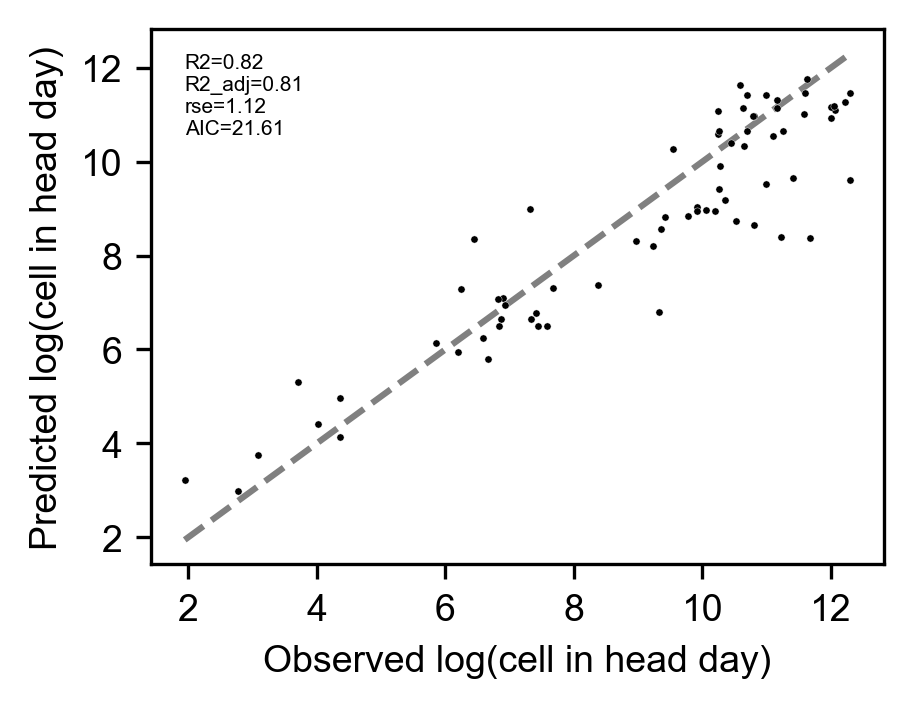 R2=0.82
R2_adj=0.81
rse=1.12
AIC=21.61
Predicted log(cell in head day)
12
10
8
6
4
2
2 4 6 8 10 12
Observed log(cell in head day)